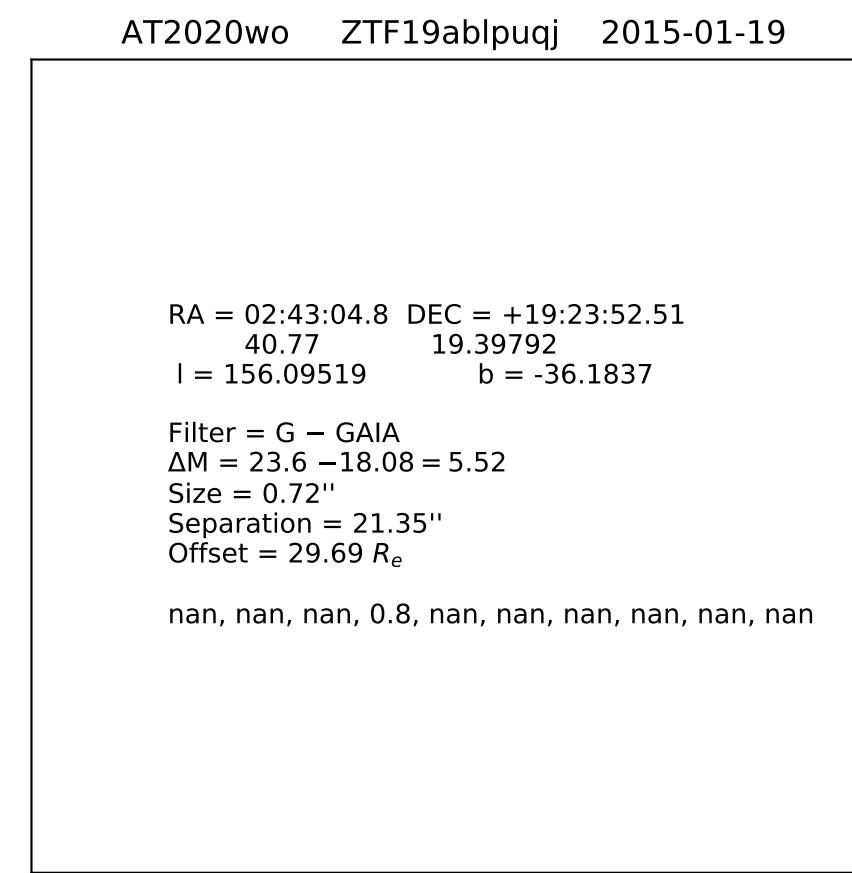 AT2020wo ZTF19ablpuqj 2015-01-19
RA = 02:43:04.8 DEC = +19:23:52.51
40.77 19.39792
l = 156.09519 b = -36.1837
Filter = G − GAIA
ΔM = 23.6 −18.08 = 5.52
Size = 0.72''
Separation = 21.35''
Offset = 29.69 Rₑ
nan, nan, nan, 0.8, nan, nan, nan, nan, nan, nan